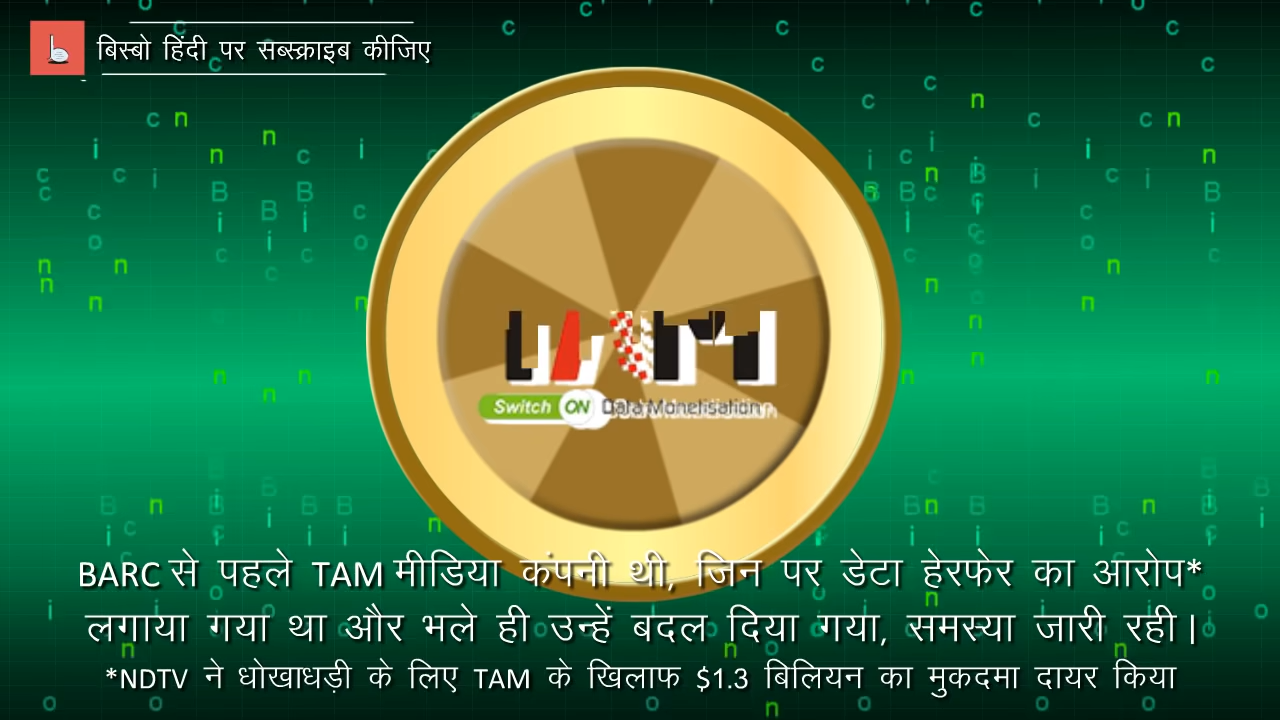 बिस्बो हिंदी पर सब्स्क्राइब कीजिए
Switch ON Data Monetisation
BARC से पहले TAM मीडिया कंपनी थी, जिन पर डेटा हेरफेर का आरोप*
लगाया गया था और भले ही उन्हें बदल दिया गया, समस्या जारी रही।
*NDTV ने धोखाधड़ी के लिए TAM के खिलाफ $1.3 बिलियन का मुकदमा दायर किया